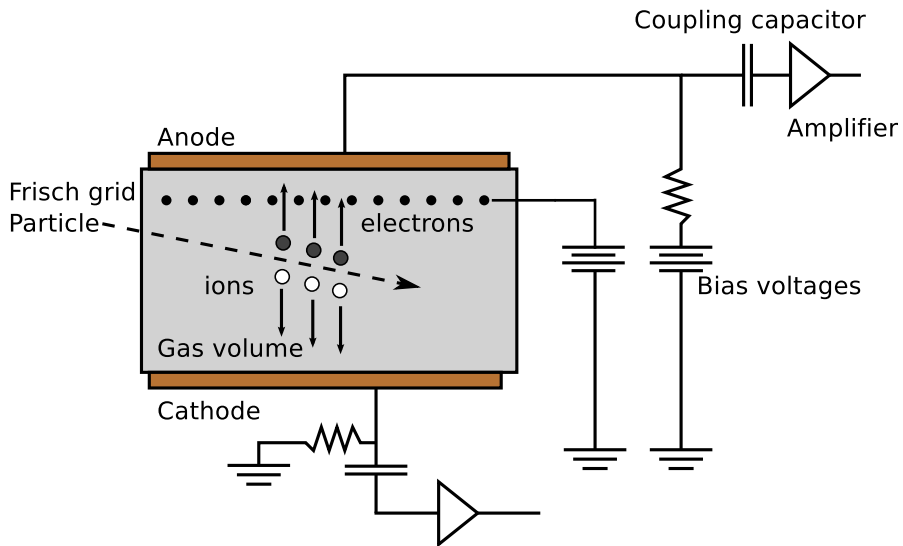 Coupling capacitor
Amplifier
Anode
Frisch grid
Particle
electrons
ions
Bias voltages
Gas volume
Cathode